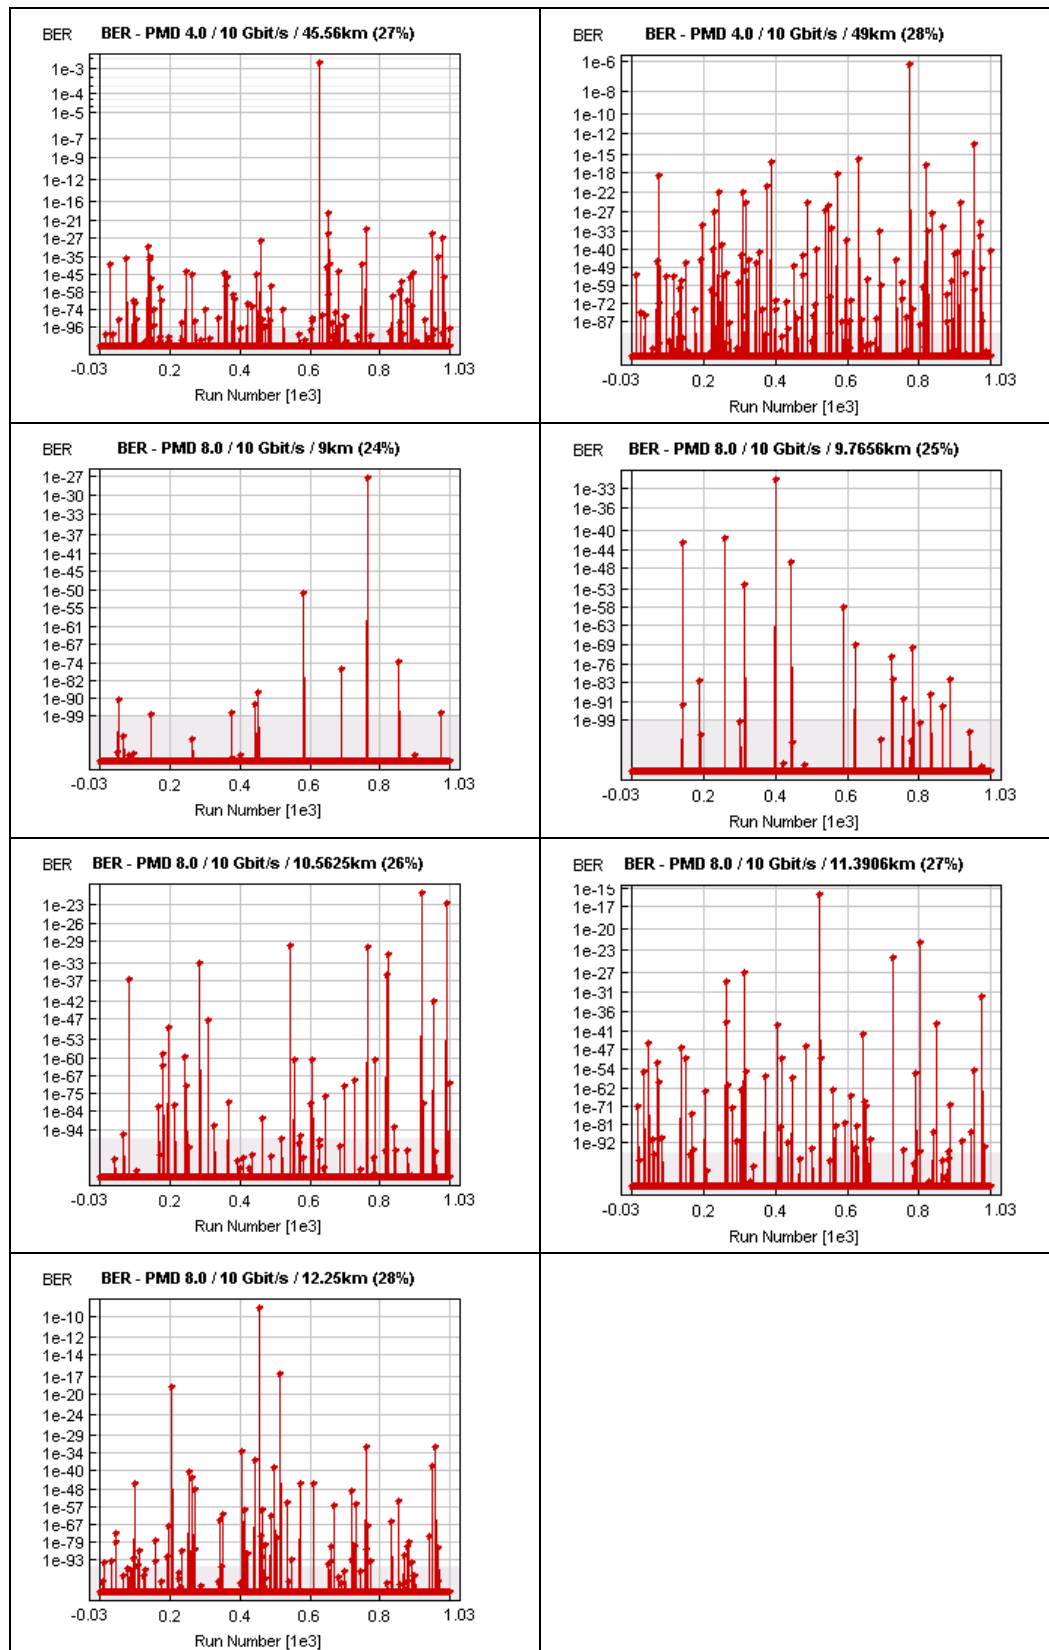 BER BER - PMD 4.0 / 10 Gbit/s / 45.56km (27%)
1e-3
1e-4
1e-5
1e-7
1e-9
1e-12
1e-16
1e-21
1e-27
1e-35
1e-45
1e-58
1e-74
1e-96
-0.03 0.2 0.4 0.6 0.8 1.03
Run Number [1e3]
BER BER - PMD 4.0 / 10 Gbit/s / 49km (28%)
1e-6
1e-8
1e-10
1e-12
1e-15
1e-18
1e-22
1e-27
1e-33
1e-40
1e-49
1e-59
1e-72
1e-87
-0.03 0.2 0.4 0.6 0.8 1.03
Run Number [1e3]
BER BER - PMD 8.0 / 10 Gbit/s / 9km (24%)
1e-27
1e-30
1e-33
1e-37
1e-41
1e-45
1e-50
1e-55
1e-61
1e-67
1e-74
1e-82
1e-90
1e-99
-0.03 0.2 0.4 0.6 0.8 1.03
Run Number [1e3]
BER BER - PMD 8.0 / 10 Gbit/s / 9.7656km (25%)
1e-33
1e-36
1e-40
1e-44
1e-48
1e-53
1e-58
1e-63
1e-69
1e-76
1e-83
1e-91
1e-99
-0.03 0.2 0.4 0.6 0.8 1.03
Run Number [1e3]
BER BER - PMD 8.0 / 10 Gbit/s / 10.5625km (26%)
1e-23
1e-26
1e-29
1e-33
1e-37
1e-42
1e-47
1e-53
1e-60
1e-67
1e-75
1e-84
1e-94
-0.03 0.2 0.4 0.6 0.8 1.03
Run Number [1e3]
BER BER - PMD 8.0 / 10 Gbit/s / 11.3906km (27%)
1e-15
1e-17
1e-20
1e-23
1e-27
1e-31
1e-36
1e-41
1e-47
1e-54
1e-62
1e-71
1e-81
1e-92
-0.03 0.2 0.4 0.6 0.8 1.03
Run Number [1e3]
BER BER - PMD 8.0 / 10 Gbit/s / 12.25km (28%)
1e-10
1e-12
1e-14
1e-17
1e-20
1e-24
1e-29
1e-34
1e-40
1e-48
1e-57
1e-67
1e-79
1e-93
-0.03 0.2 0.4 0.6 0.8 1.03
Run Number [1e3]